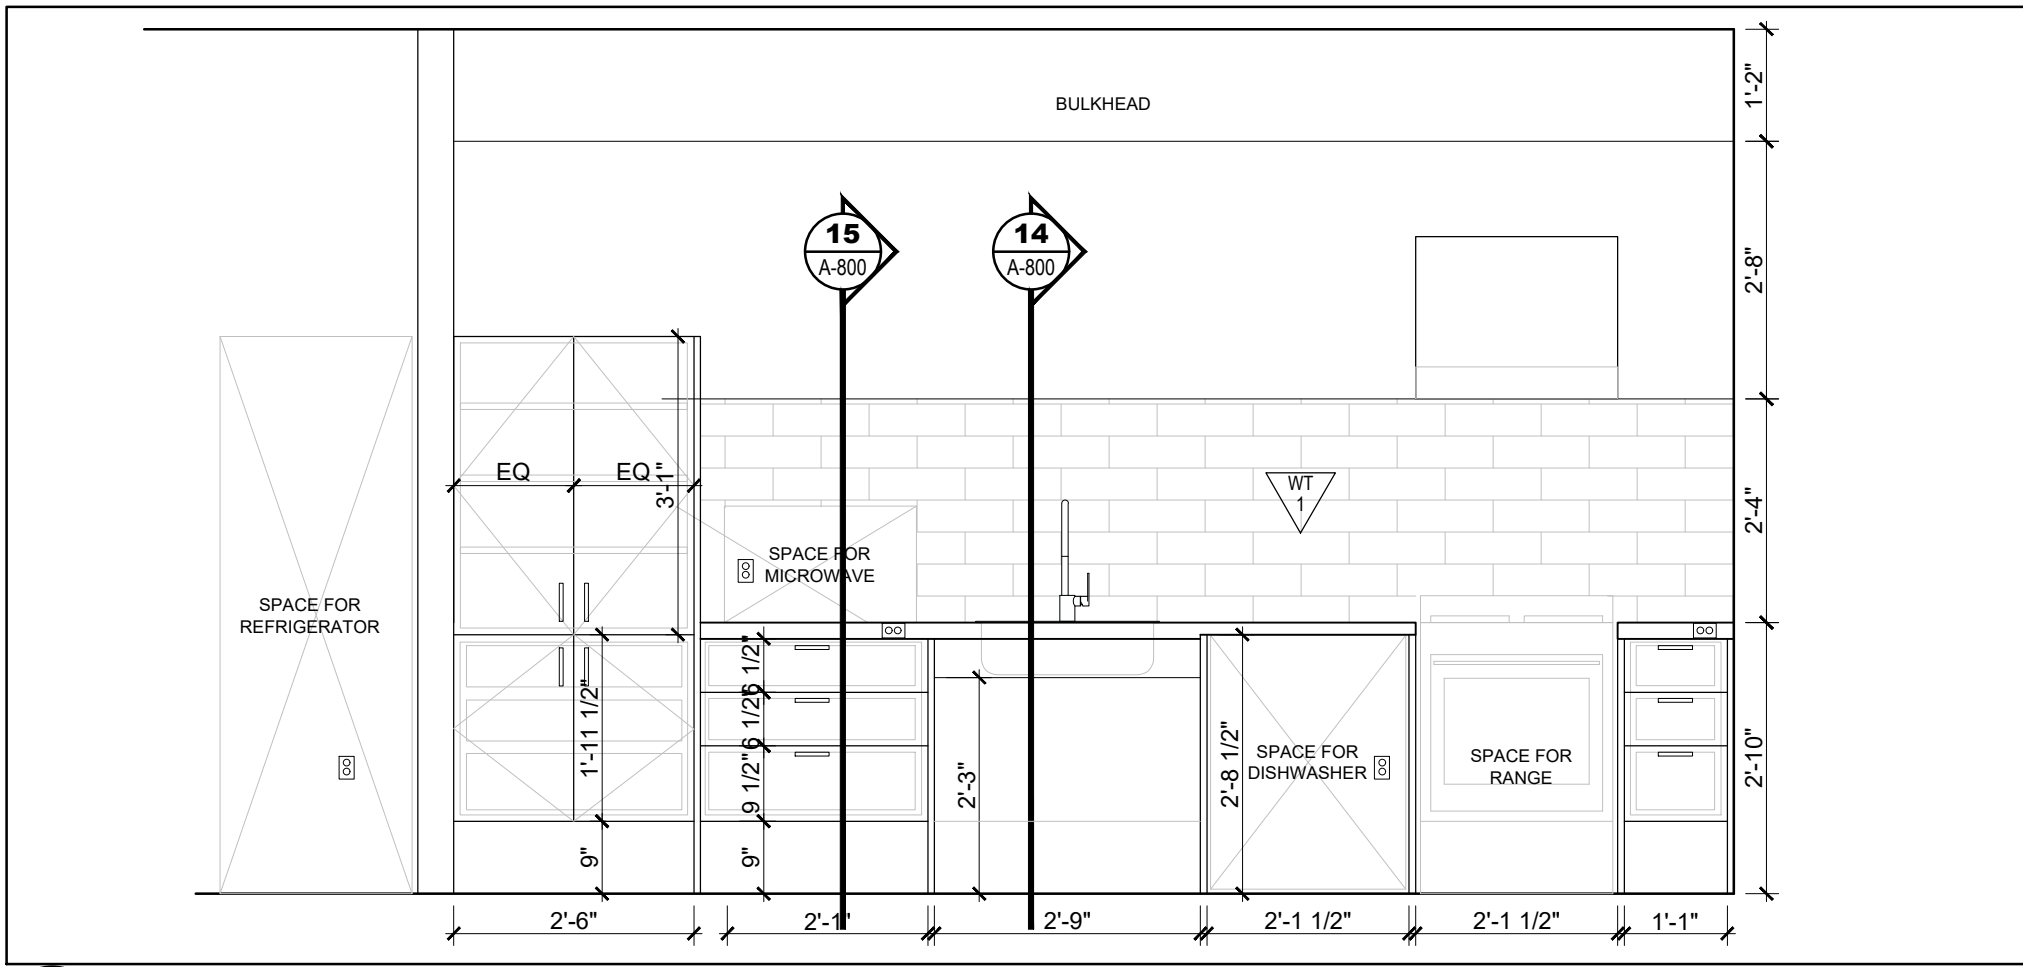 BULKHEAD
1'-2"
15
A-800
14
A-800
2'-8"
EQ
EQ
3'-1"
WT
1
2'-4"
SPACE FOR
MICROWAVE
SPACE FOR
REFRIGERATOR
1'-11 1/2"
6 1/2"
6 1/2"
9 1/2"
2'-3"
2'-8 1/2"
SPACE FOR
DISHWASHER
SPACE FOR
RANGE
2'-10"
9"
9"
2'-6"
2'-1"
2'-9"
2'-1 1/2"
2'-1 1/2"
1'-1"